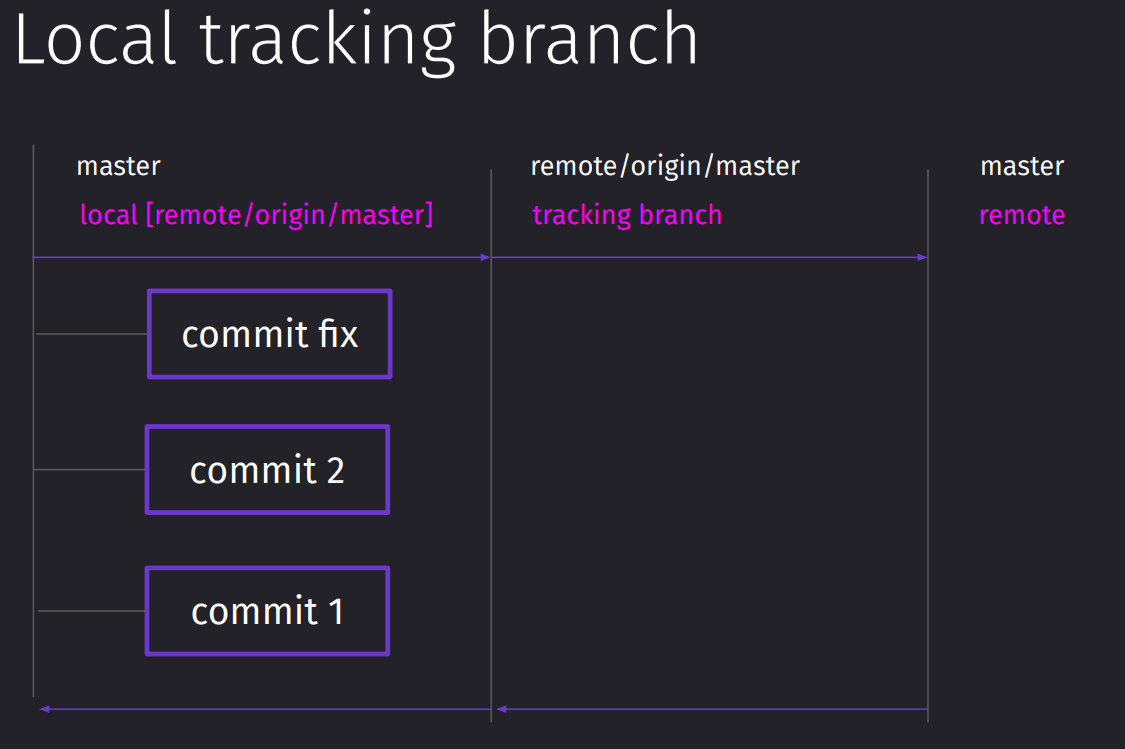 Local tracking branch
master
remote/origin/master
master
local [remote/origin/master]
tracking branch
remote
commit fix
commit 2
commit 1